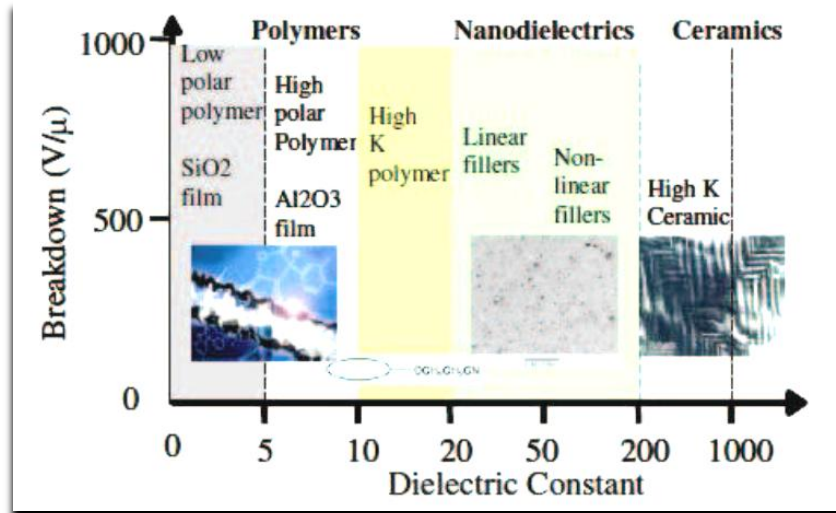 Polymers Nanodielectrics Ceramics
1000
500
0
Breakdown (V/μ)
Low
polar
polymer
SiO2
film
High
polar
Polymer
Al2O3
film
High
K
polymer
Linear
fillers
Non-
linear
fillers
High K
Ceramic
0 5 10 20 50 200 1000
Dielectric Constant